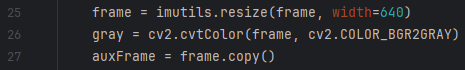 25 frame = imutils.resize(frame, width=640)
26 gray = cv2.cvtColor(frame, cv2.COLOR_BGR2GRAY)
27 auxFrame = frame.copy()